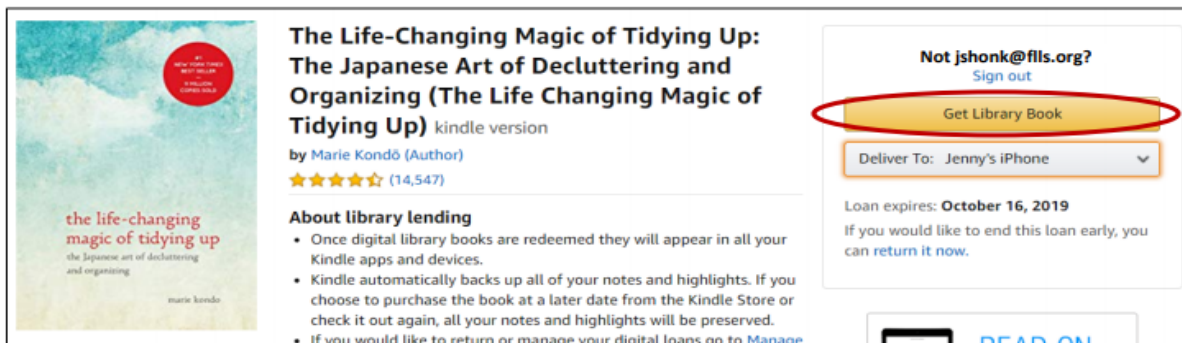 #1
NEW YORK TIMES
BEST SELLER
9 MILLION
COPIES SOLD
the life-changing
magic of tidying up
the Japanese art of decluttering
and organizing
marie kondo
The Life-Changing Magic of Tidying Up:
The Japanese Art of Decluttering and
Organizing (The Life Changing Magic of
Tidying Up) kindle version
by Marie Kondō (Author)
(14,547)
About library lending
• Once digital library books are redeemed they will appear in all your
Kindle apps and devices.
• Kindle automatically backs up all of your notes and highlights. If you
choose to purchase the book at a later date from the Kindle Store or
check it out again, all your notes and highlights will be preserved.
• If you would like to return or manage your digital loans go to Manage
Not jshonk@flls.org?
Sign out
Get Library Book
Deliver To: Jenny's iPhone
Loan expires: October 16, 2019
If you would like to end this loan early, you
can return it now.
READ ON